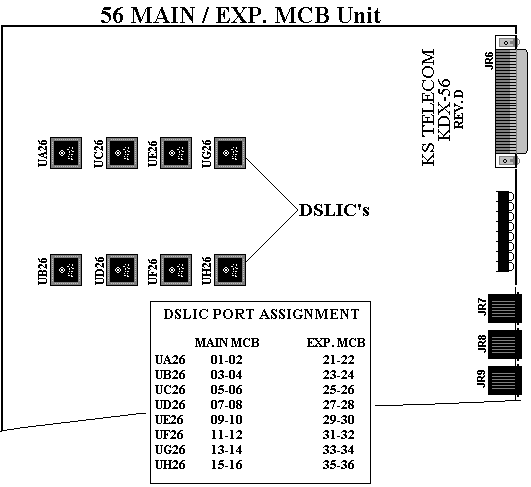 56 MAIN / EXP. MCB Unit
JR6
KS TELECOM
KDX-56
REV. D
UA26
UC26
UE26
UG26
DSLIC's
UB26
UD26
UF26
UH26
JR7
JR8
JR9
DSLIC PORT ASSIGNMENT
MAIN MCB EXP. MCB
UA26 01-02 21-22
UB26 03-04 23-24
UC26 05-06 25-26
UD26 07-08 27-28
UE26 09-10 29-30
UF26 11-12 31-32
UG26 13-14 33-34
UH26 15-16 35-36